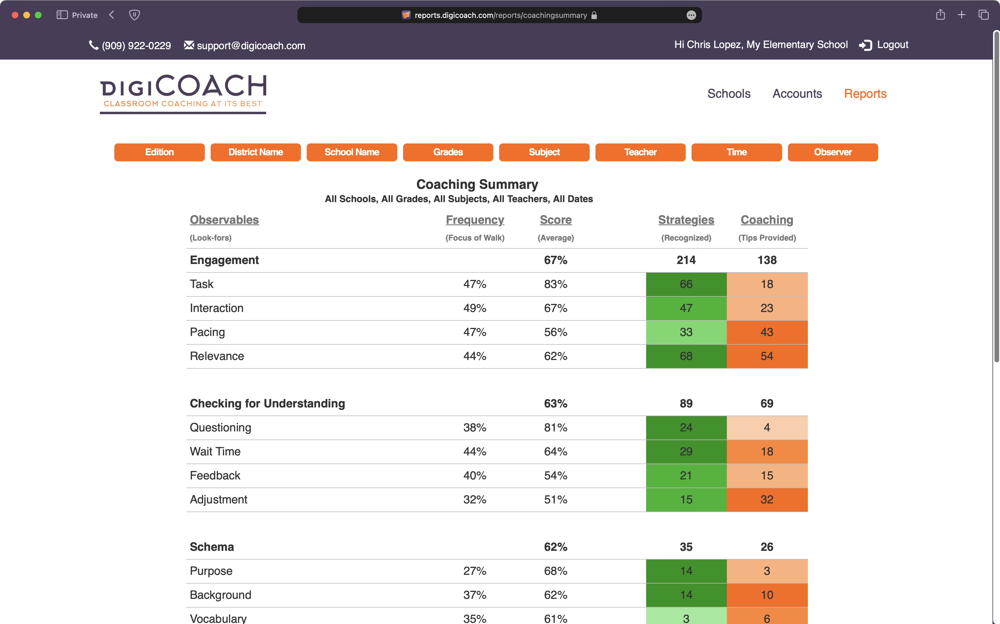 Private
reports.digicoach.com/reports/coachingsummary
(909) 922-0229 support@digicoach.com
Hi Chris Lopez, My Elementary School Logout
DIGICOACH
CLASSROOM COACHING AT ITS BEST
Schools Accounts Reports
Edition District Name School Name Grades Subject Teacher Time Observer
Coaching Summary
All Schools, All Grades, All Subjects, All Teachers, All Dates
Observables Frequency Score Strategies Coaching
(Look-fors) (Focus of Walk) (Average) (Recognized) (Tips Provided)
Engagement 67% 214 138
Task 47% 83% 66 18
Interaction 49% 67% 47 23
Pacing 47% 56% 33 43
Relevance 44% 62% 68 54
Checking for Understanding 63% 89 69
Questioning 38% 81% 24 4
Wait Time 44% 64% 29 18
Feedback 40% 54% 21 15
Adjustment 32% 51% 15 32
Schema 62% 35 26
Purpose 27% 68% 14 3
Background 37% 62% 14 10
Vocabulary 35% 61% 3 6